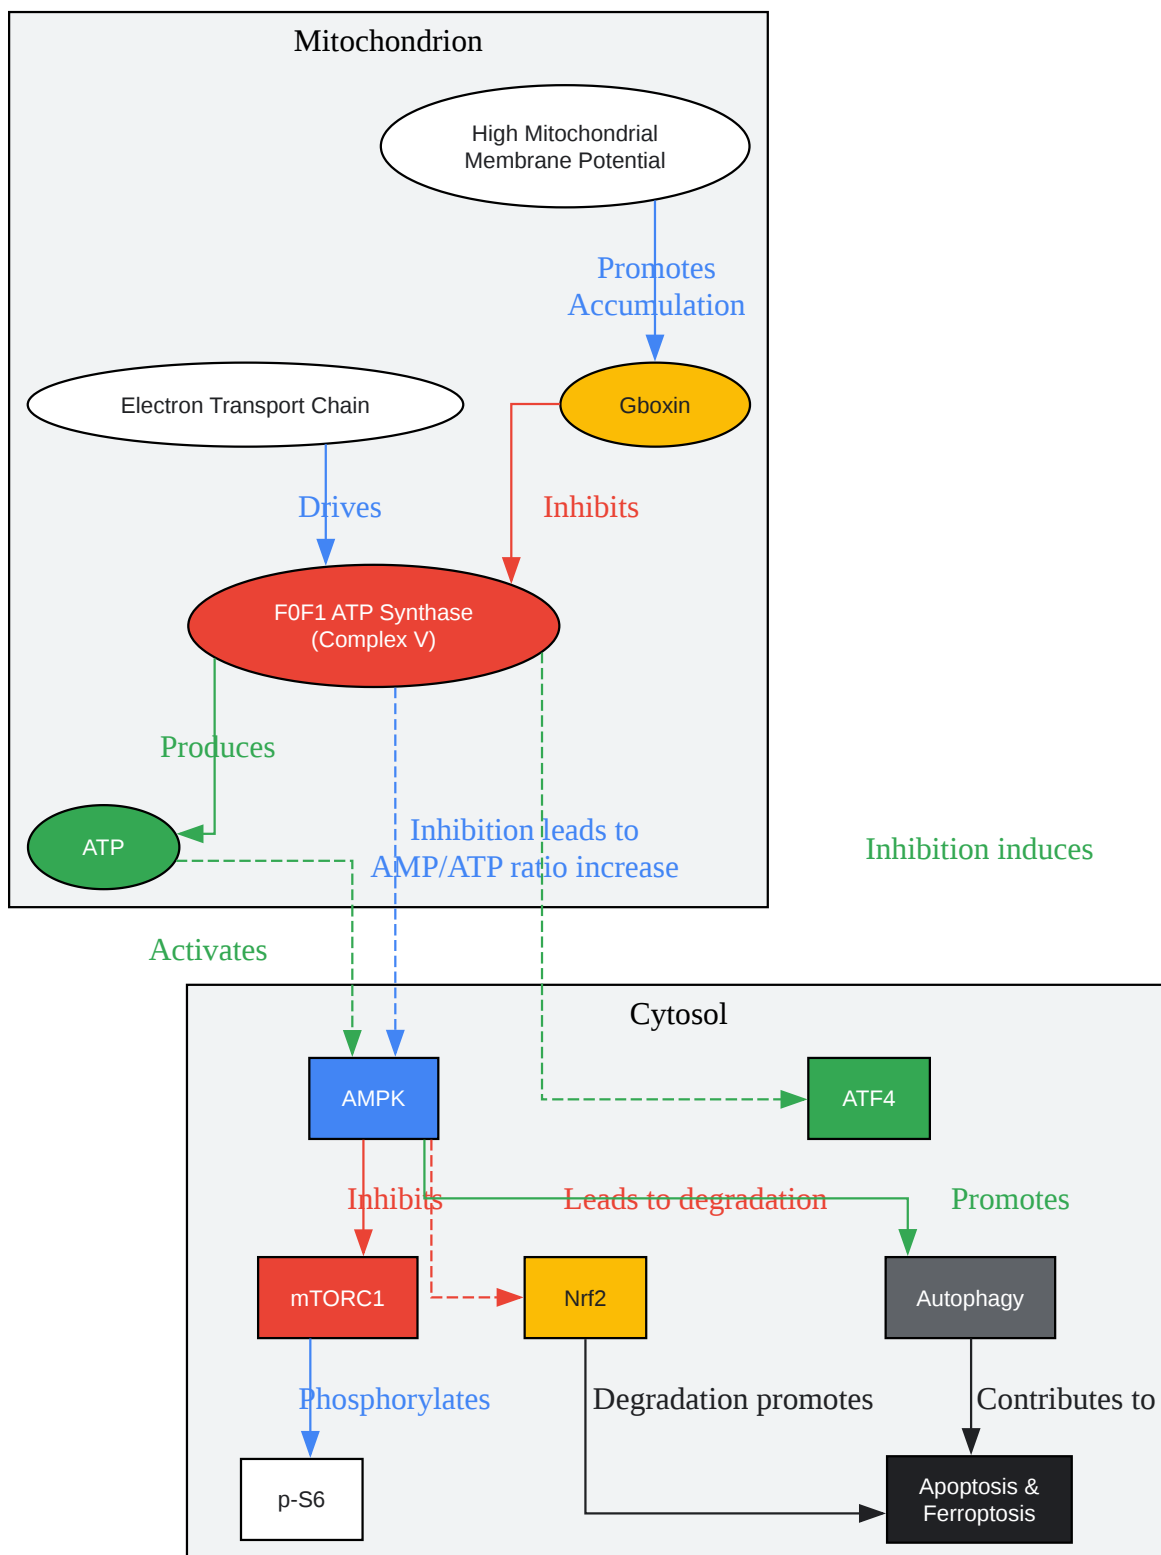 Mitochondrion
High Mitochondrial
Membrane Potential
Promotes
Accumulation
Electron Transport Chain
Gboxin
Drives
Inhibits
F0F1 ATP Synthase
(Complex V)
Produces
ATP
Inhibition leads to
AMP/ATP ratio increase
Inhibition induces
Activates
Cytosol
AMPK
ATF4
Inhibits
Leads to degradation
Promotes
mTORC1
Nrf2
Autophagy
Phosphorylates
Degradation promotes
Contributes to
p-S6
Apoptosis &
Ferroptosis